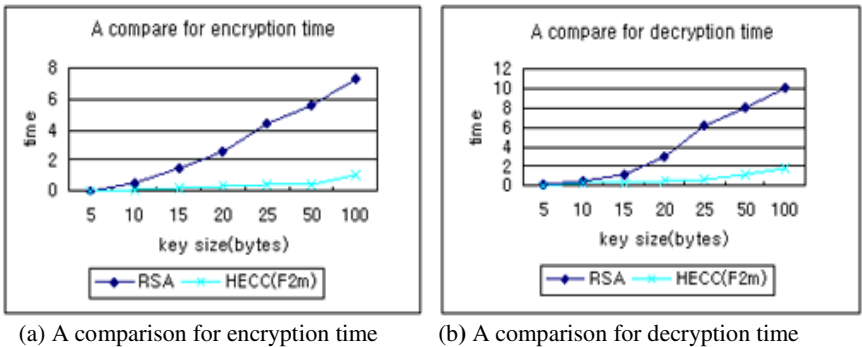 A compare for encryption time
8
6
4
2
0
time
5 10 15 20 25 50 100
key size(bytes)
RSA HECC(F2m)
(a) A comparison for encryption time
A compare for decryption time
12
10
8
6
4
2
0
time
5 10 15 20 25 50 100
key size(bytes)
RSA HECC(F2m)
(b) A comparison for decryption time